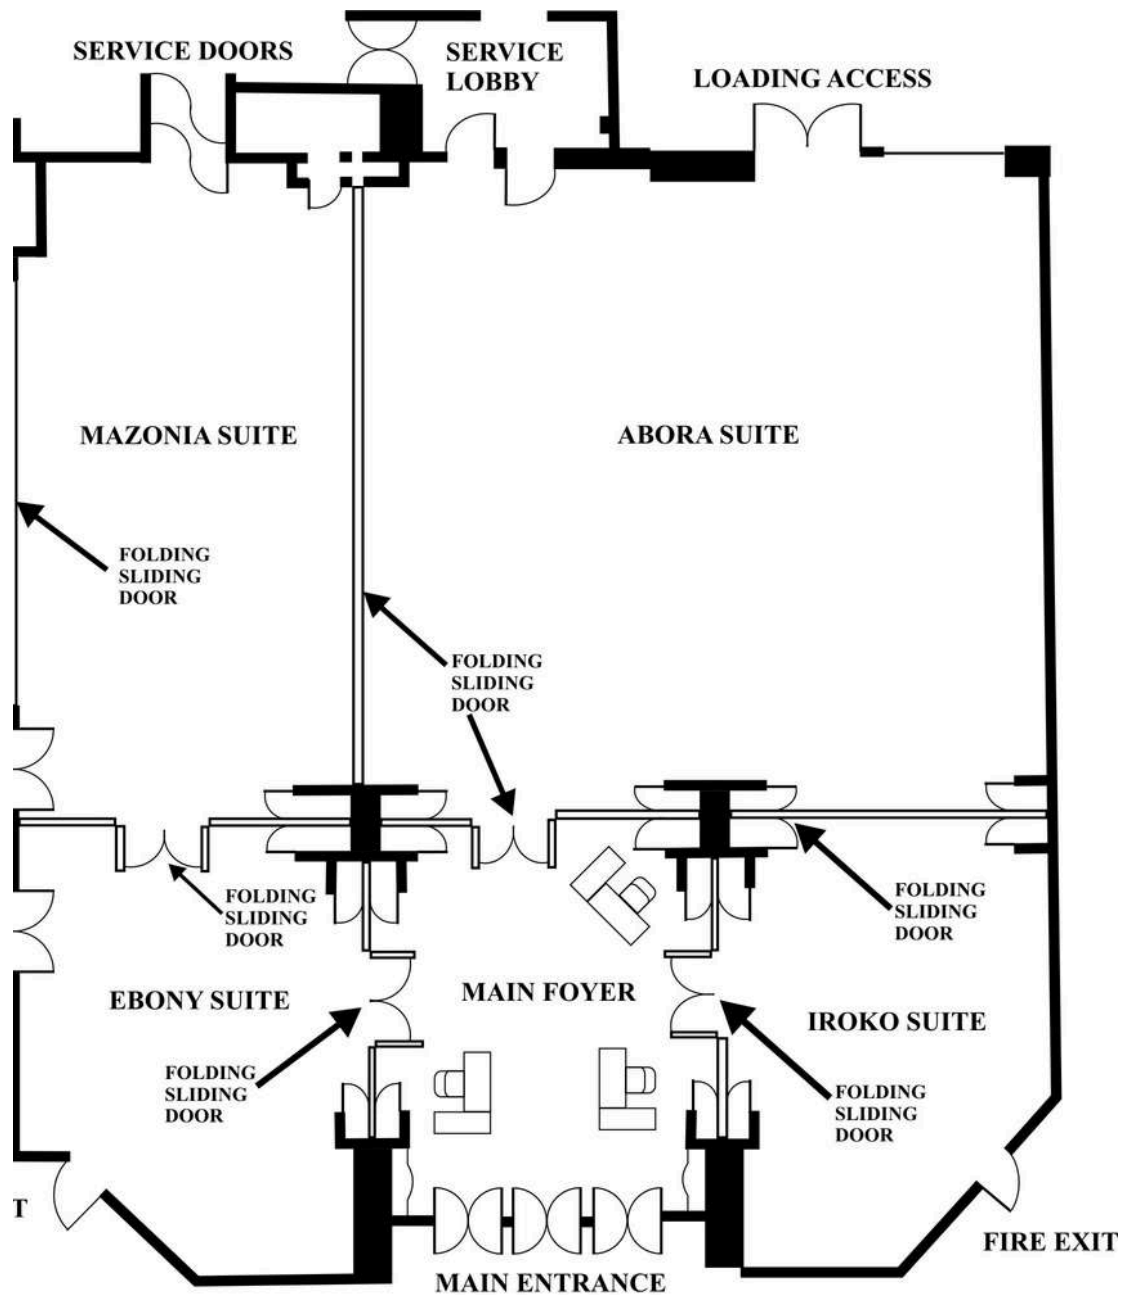 SERVICE DOORS
SERVICE
LOBBY
LOADING ACCESS
MAZONIA SUITE
ABORA SUITE
FOLDING
SLIDING
DOOR
FOLDING
SLIDING
DOOR
FOLDING
SLIDING
DOOR
FOLDING
SLIDING
DOOR
EBONY SUITE
MAIN FOYER
IROKO SUITE
FOLDING
SLIDING
DOOR
FOLDING
SLIDING
DOOR
T
FIRE EXIT
MAIN ENTRANCE